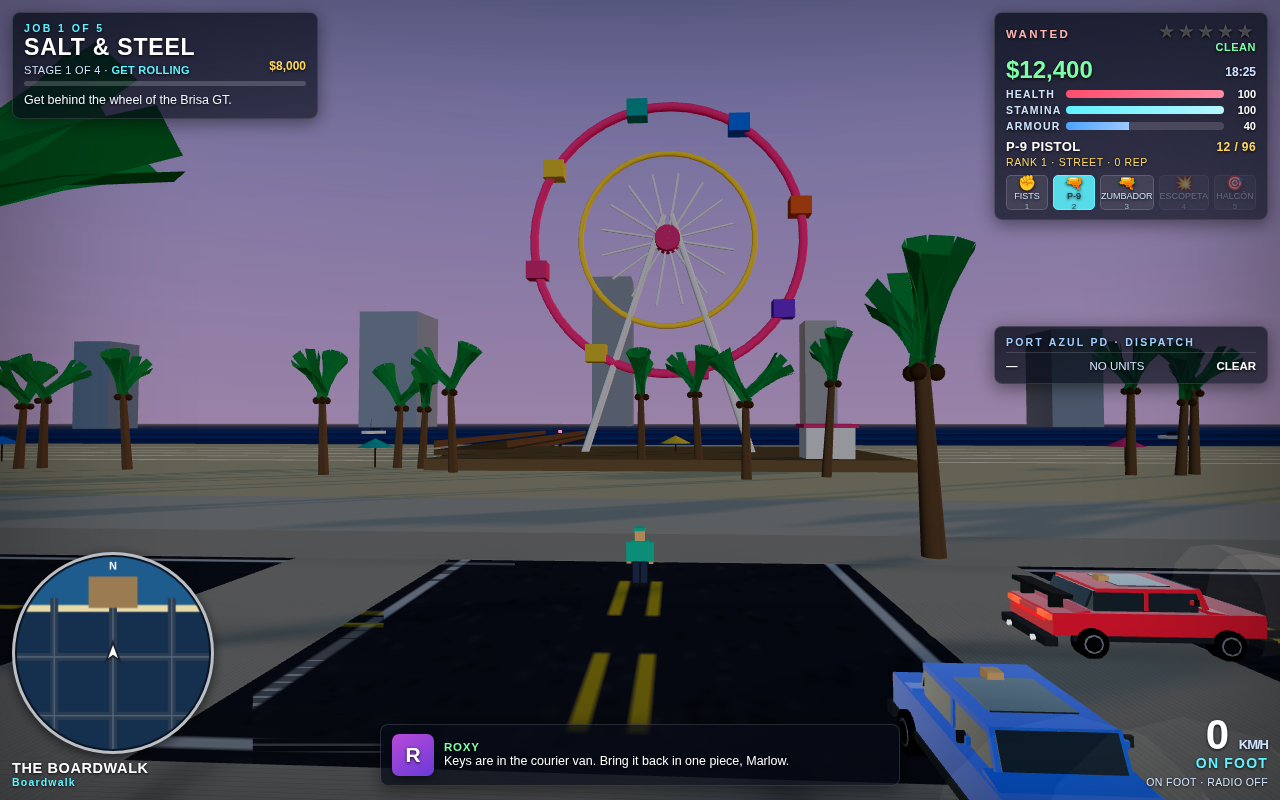 JOB 1 OF 5
SALT & STEEL
STAGE 1 OF 4 · GET ROLLING
$8,000
Get behind the wheel of the Brisa GT.
WANTED
★★★★★
CLEAN
$12,400
18:25
HEALTH 100
STAMINA 100
ARMOUR 40
P-9 PISTOL 12 / 96
RANK 1 · STREET · 0 REP
FISTS P-9 ZUMBADOR ESCOPETA HALCÓN
1 2 3 4 5
PORT AZUL PD · DISPATCH
— NO UNITS CLEAR
N
THE BOARDWALK
Boardwalk
R
ROXY
Keys are in the courier van. Bring it back in one piece, Marlow.
0 KM/H
ON FOOT
ON FOOT · RADIO OFF